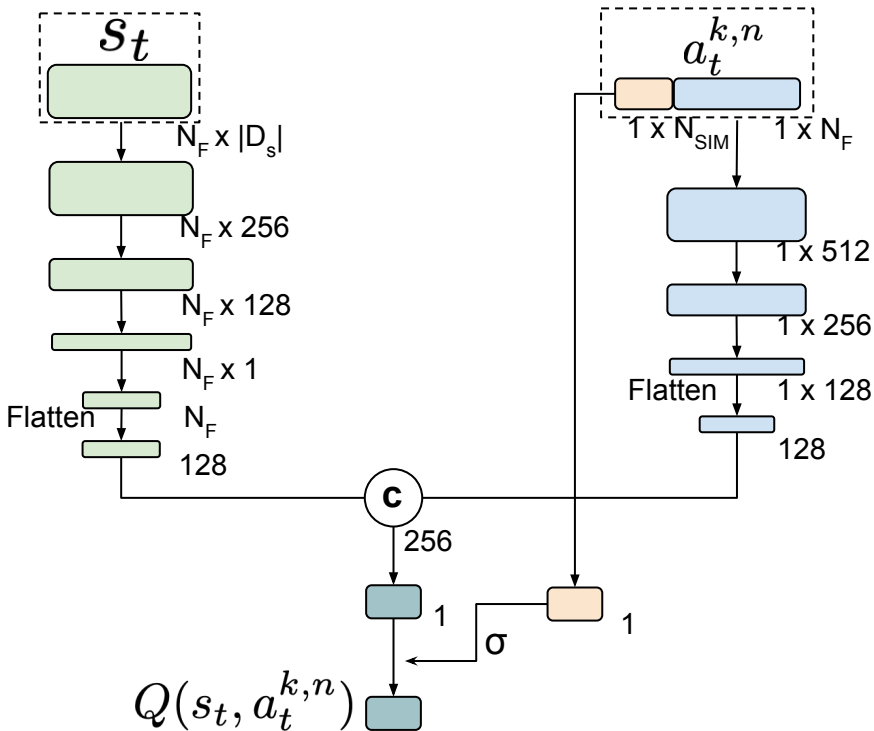 s_t
N_F x |D_s|
N_F x 256
N_F x 128
N_F x 1
Flatten
N_F
128
a_t^{k,n}
1 x N_SIM
1 x N_F
1 x 512
1 x 256
1 x 128
Flatten
128
c
256
1
1
σ
Q(s_t, a_t^{k,n})